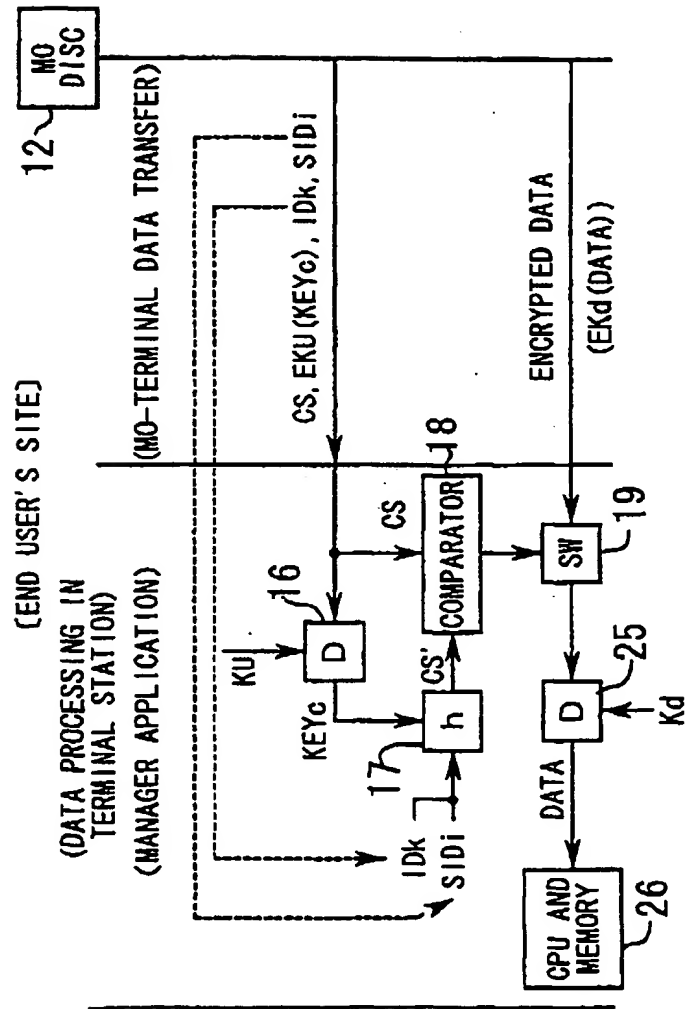 (END USER'S SITE)
12
MO
DISC
(DATA PROCESSING IN
TERMINAL STATION)
(MANAGER APPLICATION)
(MO-TERMINAL DATA TRANSFER)
CS, EKU(KEYc), IDk, SIDi
KU
16
D
KEYc
CS
IDk
SIDi
17
h
CS'
18
COMPARATOR
ENCRYPTED DATA
(EKd(DATA))
SW
19
25
D
Kd
DATA
CPU AND
MEMORY
26